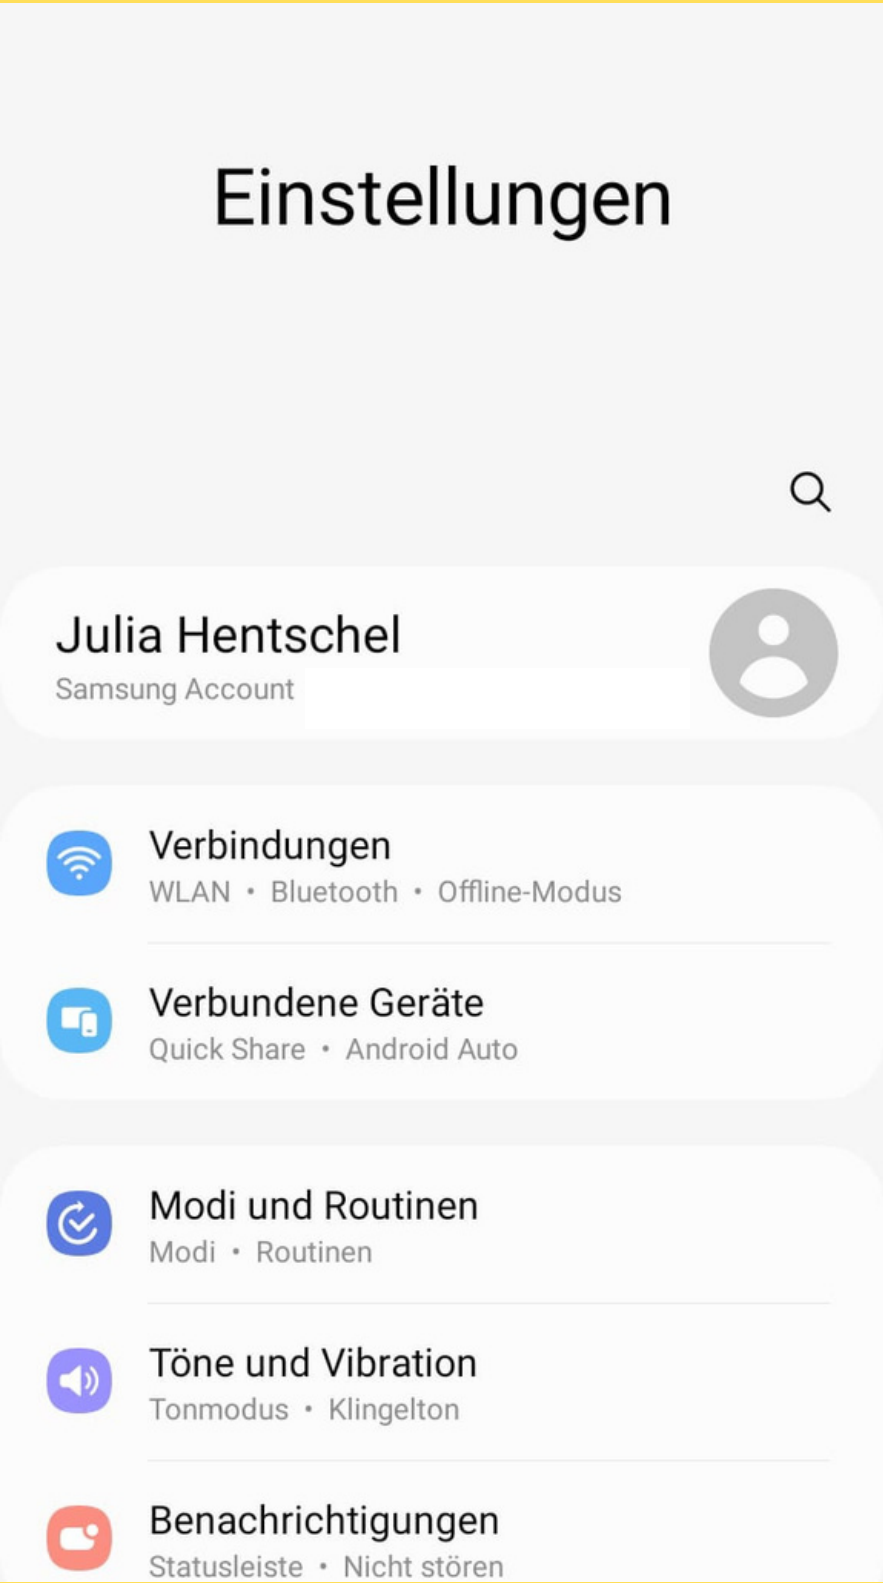 Einstellungen
Julia Hentschel
Samsung Account
Verbindungen
WLAN • Bluetooth • Offline-Modus
Verbundene Geräte
Quick Share • Android Auto
Modi und Routinen
Modi • Routinen
Töne und Vibration
Tonmodus • Klingelton
Benachrichtigungen
Statusleiste • Nicht stören